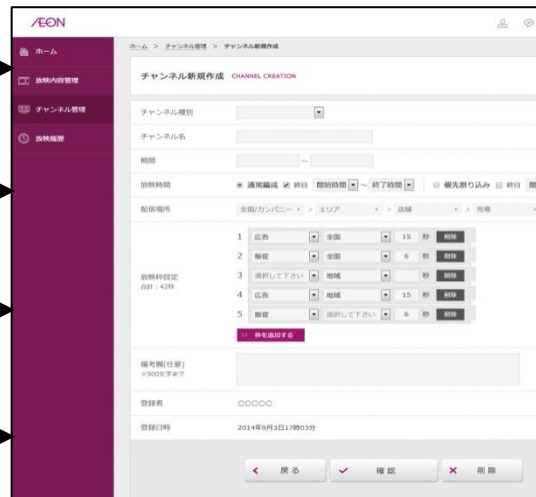 ÆON
ホーム
放映内容管理
チャンネル管理
放映履歴
ホーム > チャンネル管理 > チャンネル新規作成
チャンネル新規作成 CHANNEL CREATION
チャンネル種別
チャンネル名
期間 ～
放映時間 通常編成 終日 開始時間 ～ 終了時間 優先割り込み 終日
配信場所 全国/カンパニー > エリア > 店舗 > 売場
放映枠設定
合計：42秒
1 広告 全国 15 秒 削除
2 販促 全国 6 秒 削除
3 選択して下さい 地域 秒 削除
4 広告 地域 15 秒 削除
5 販促 選択して下さい 6 秒 削除
>> 枠を追加する
備考欄(任意)
※500文字まで
登録者 ○○○○○
登録日時 2014年9月3日17時03分
戻る 確認 削除